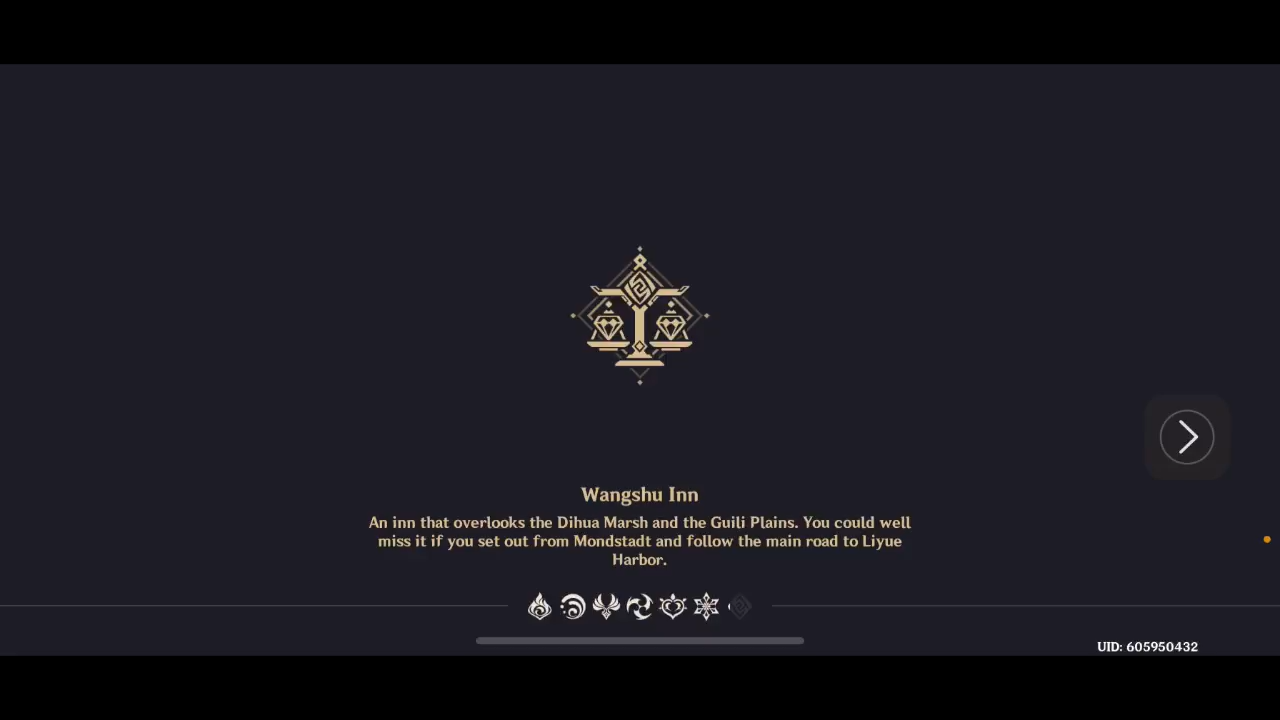 Wangshu Inn
An inn that overlooks the Dihua Marsh and the Guili Plains. You could well
miss it if you set out from Mondstadt and follow the main road to Liyue
Harbor.
UID: 605950432